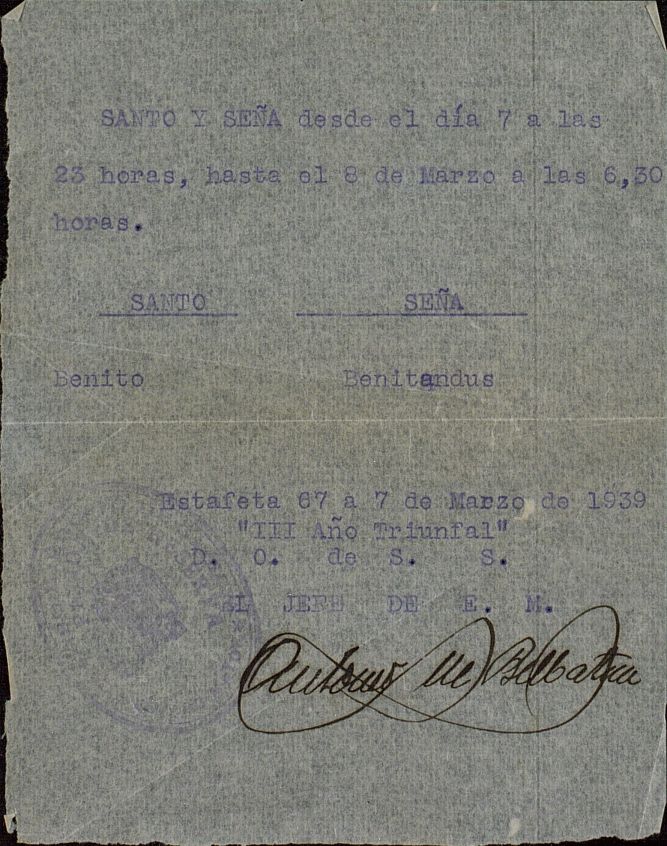 SANTO Y SEÑA desde el día 7 a las
23 horas, hasta el 8 de Marzo a las 6,30
horas.
SANTO SEÑA
Benito Benitandus
Estafeta 67 a 7 de Marzo de 1939
"III Año Triunfal"
D. O. de S. S.
EL JEFE DE E. M.
Antonio